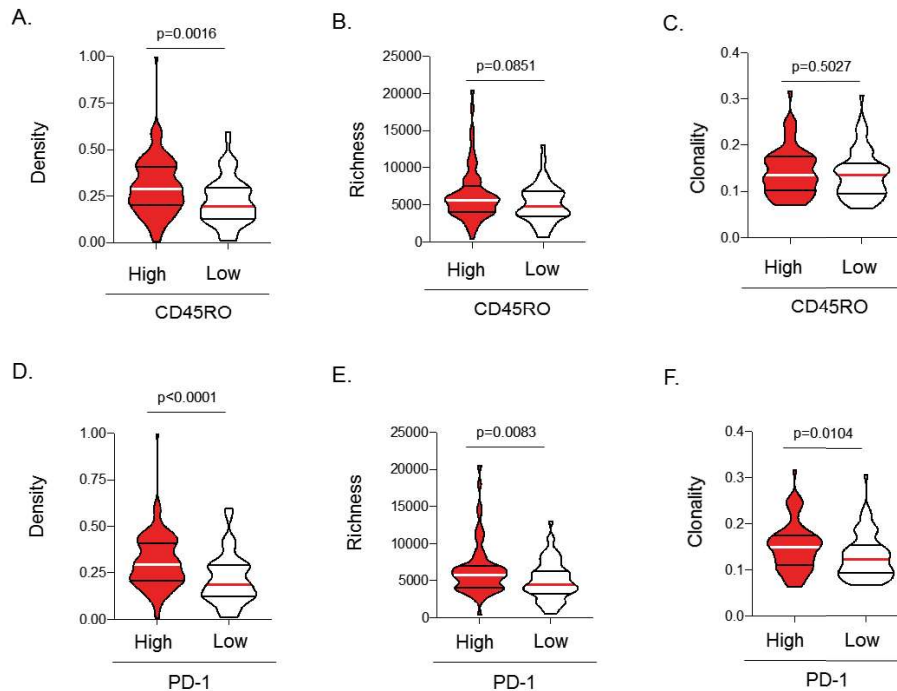 A.
p=0.0016
1.00
0.75
0.50
0.25
0.00
Density
High Low
CD45RO
B.
p=0.0851
25000
20000
15000
10000
5000
0
Richness
High Low
CD45RO
C.
p=0.5027
0.4
0.3
0.2
0.1
0.0
Clonality
High Low
CD45RO
D.
p<0.0001
1.00
0.75
0.50
0.25
0.00
Density
High Low
PD-1
E.
p=0.0083
25000
20000
15000
10000
5000
0
Richness
High Low
PD-1
F.
p=0.0104
0.4
0.3
0.2
0.1
0.0
Clonality
High Low
PD-1